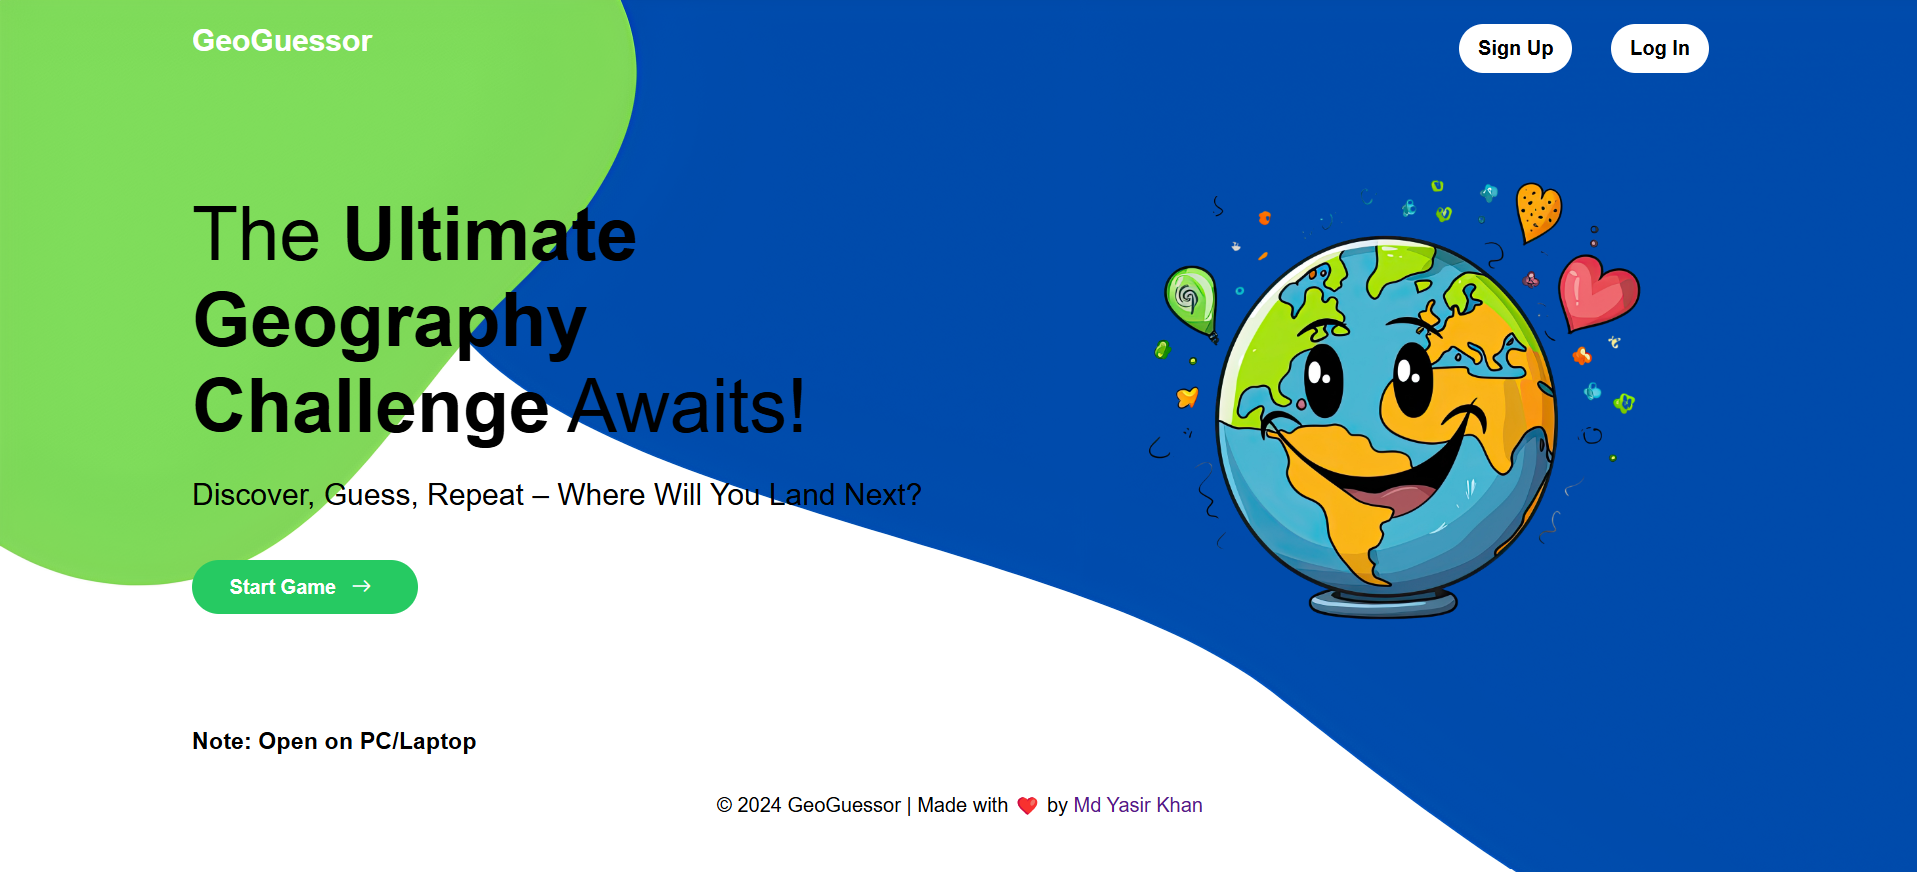 GeoGuessor
Sign Up
Log In
The Ultimate
Geography
Challenge Awaits!
Discover, Guess, Repeat – Where Will You Land Next?
Start Game →
Note: Open on PC/Laptop
© 2024 GeoGuessor | Made with ❤️ by Md Yasir Khan